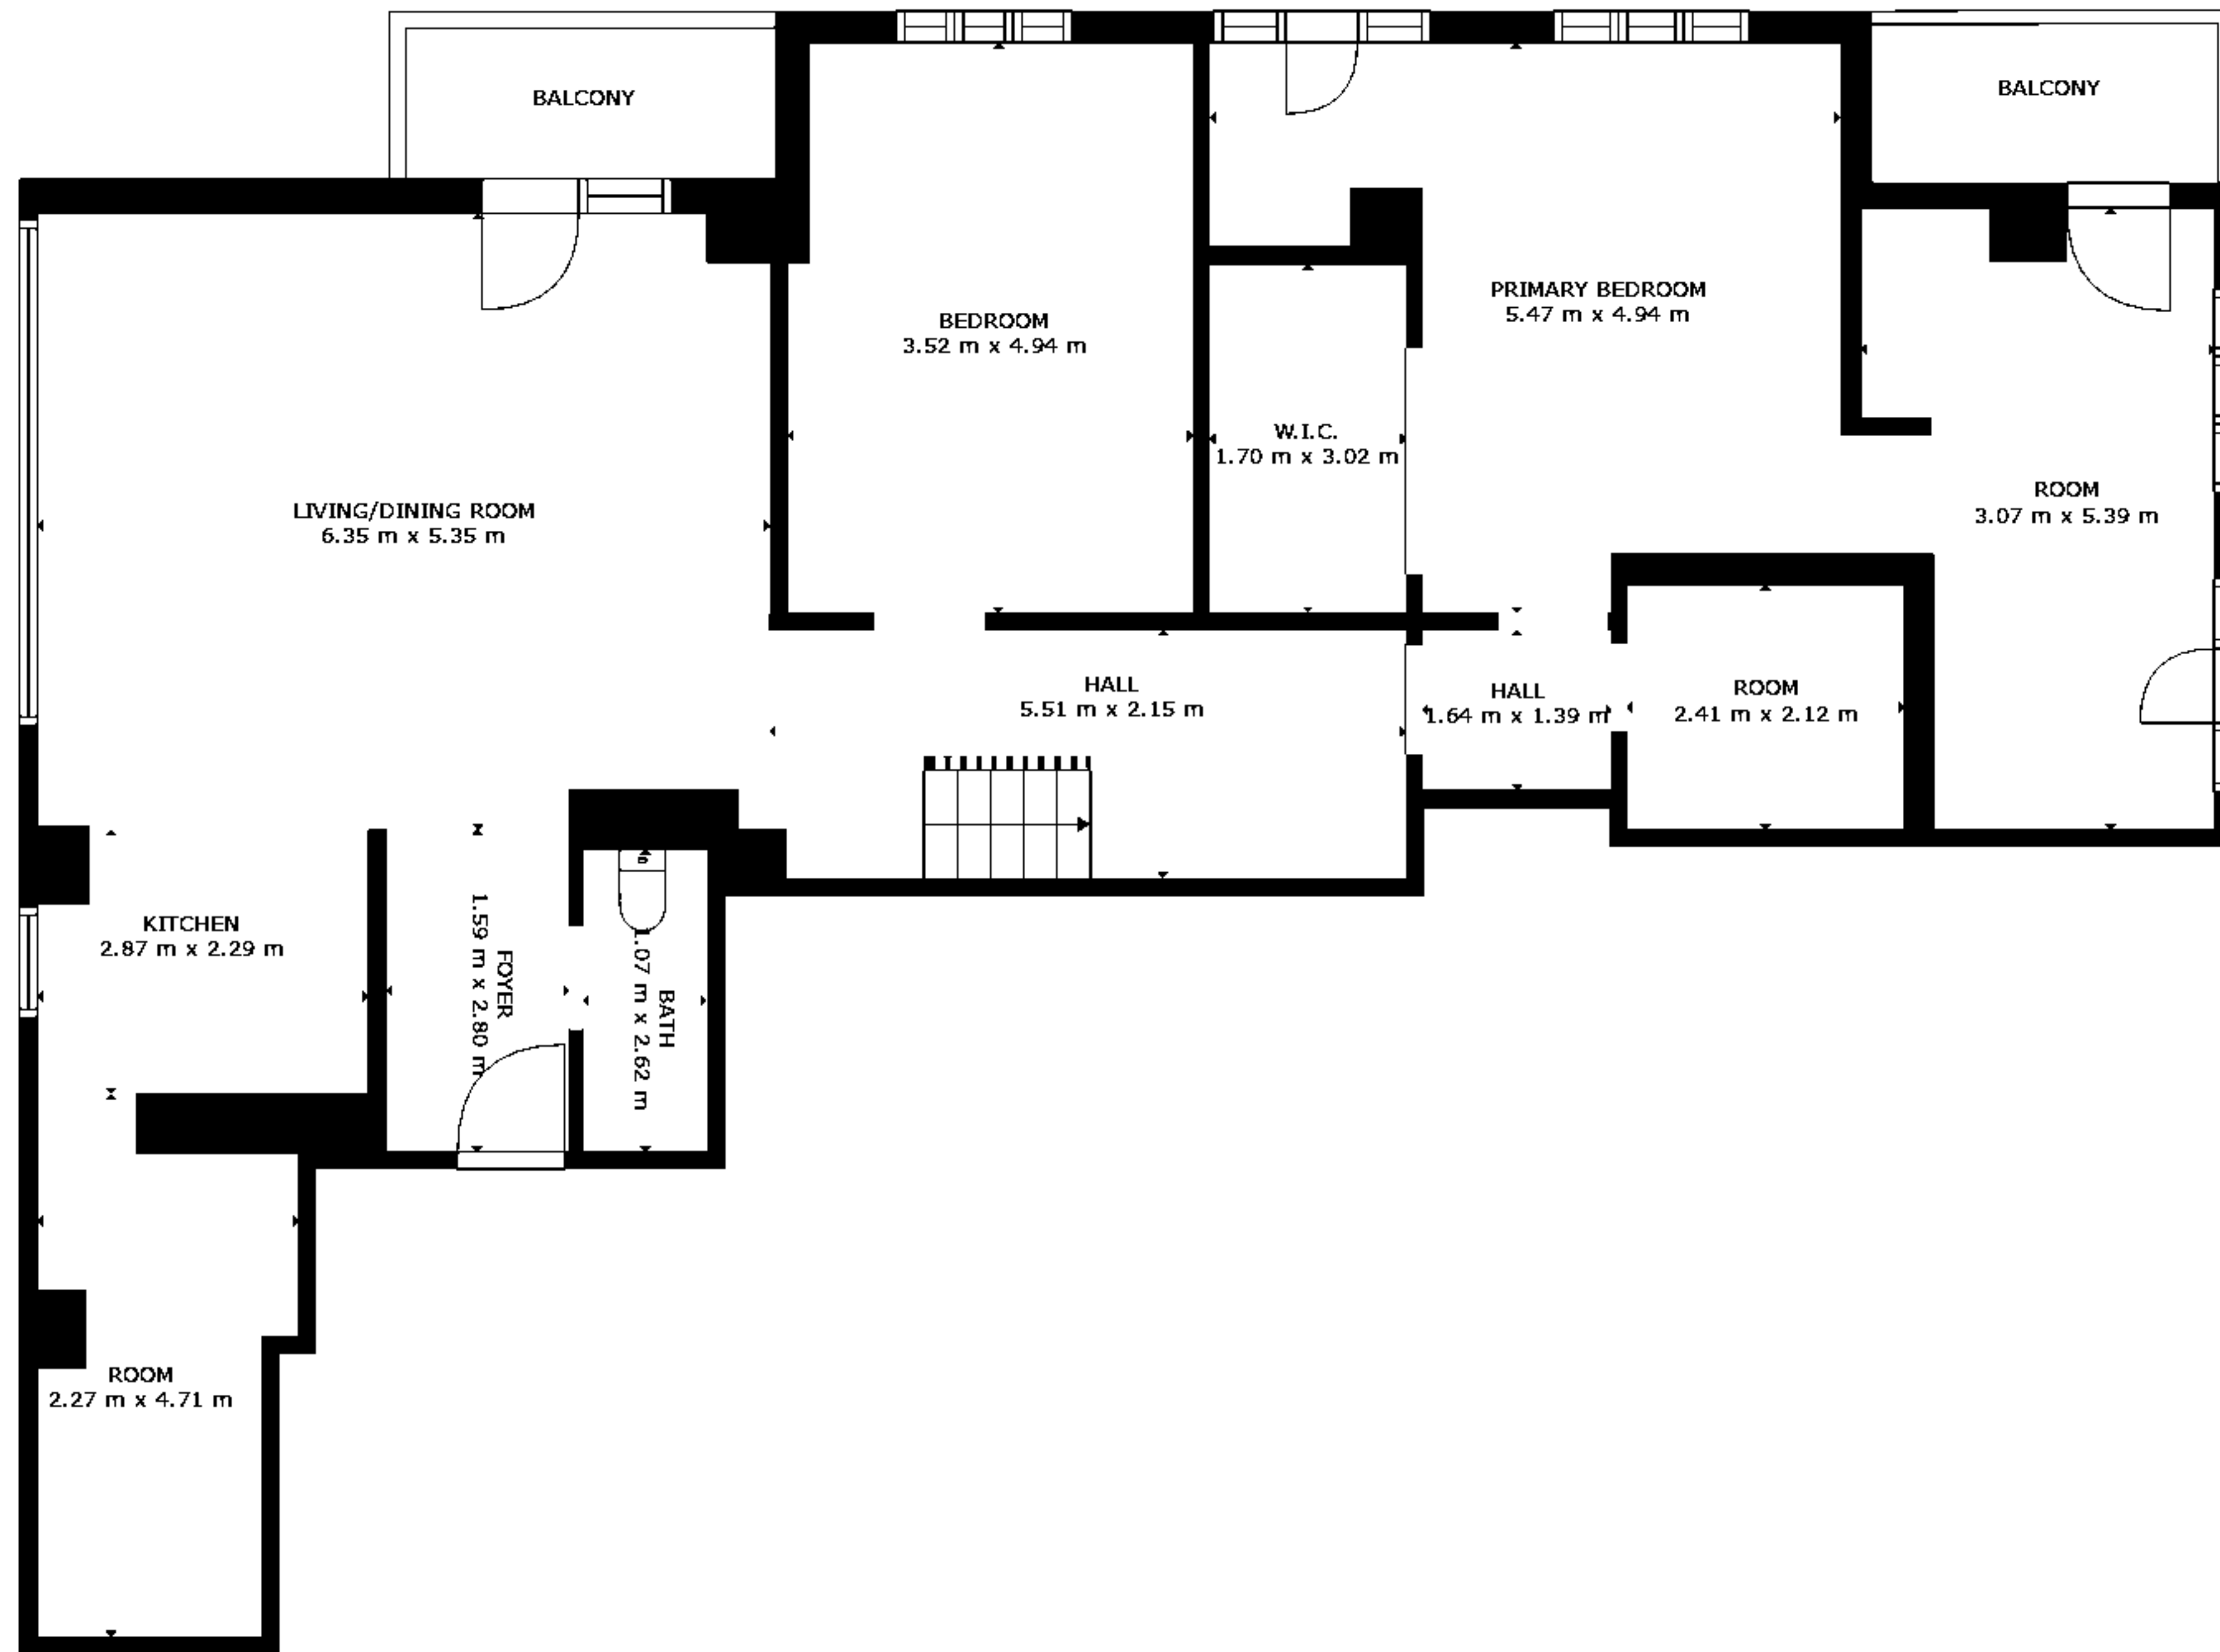 BALCONY
BALCONY
BEDROOM
3.52 m x 4.94 m
PRIMARY BEDROOM
5.47 m x 4.94 m
W.I.C.
1.70 m x 3.02 m
LIVING/DINING ROOM
6.35 m x 5.35 m
ROOM
3.07 m x 5.39 m
HALL
5.51 m x 2.15 m
HALL
1.64 m x 1.39 m
ROOM
2.41 m x 2.12 m
KITCHEN
2.87 m x 2.29 m
FOYER
1.59 m x 2.80 m
BATH
1.07 m x 2.62 m
ROOM
2.27 m x 4.71 m